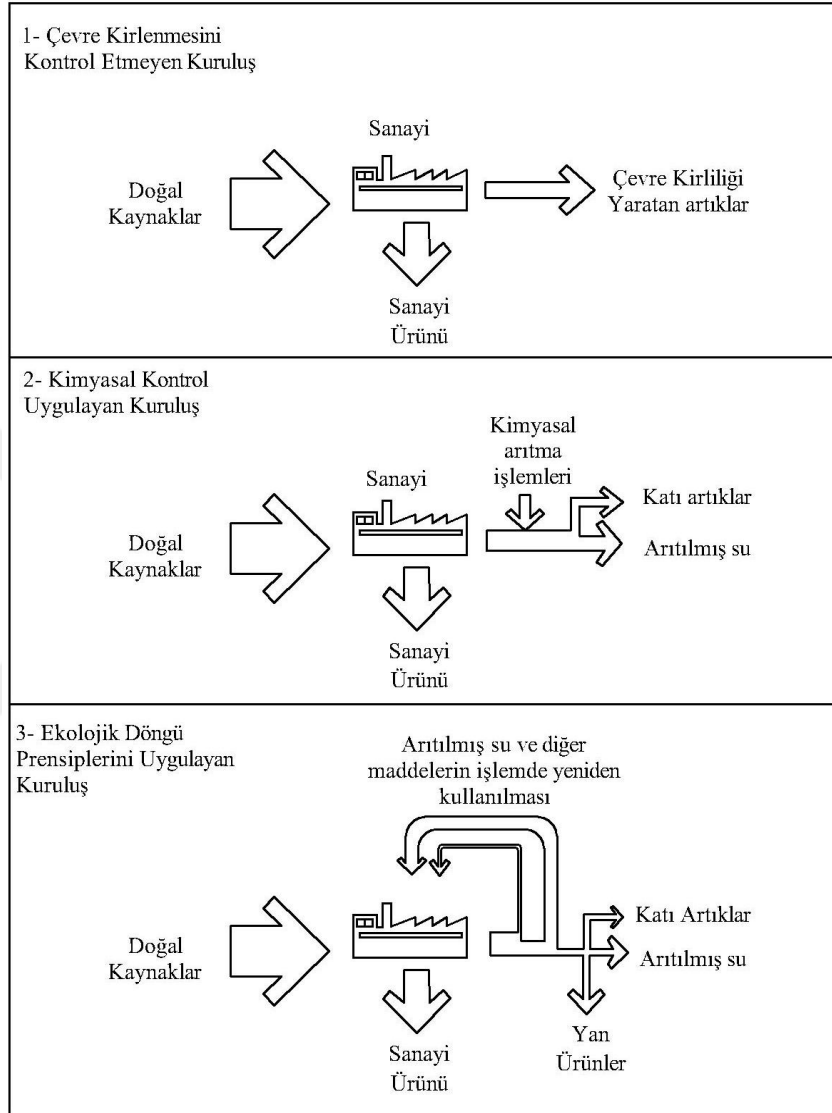 1- Çevre Kirlenmesini
Kontrol Etmeyen Kuruluş
Sanayi
Doğal
Kaynaklar
Çevre Kirliliği
Yaratan artıklar
Sanayi
Ürünü
2- Kimyasal Kontrol
Uygulayan Kuruluş
Kimyasal
arıtma
işlemleri
Sanayi
Katı artıklar
Doğal
Kaynaklar
Arıtılmış su
Sanayi
Ürünü
3- Ekolojik Döngü
Prensiplerini Uygulayan
Kuruluş
Arıtılmış su ve diğer
maddelerin işlemde yeniden
kullanılması
Katı Artıklar
Doğal
Kaynaklar
Arıtılmış su
Sanayi
Ürünü
Yan
Ürünler